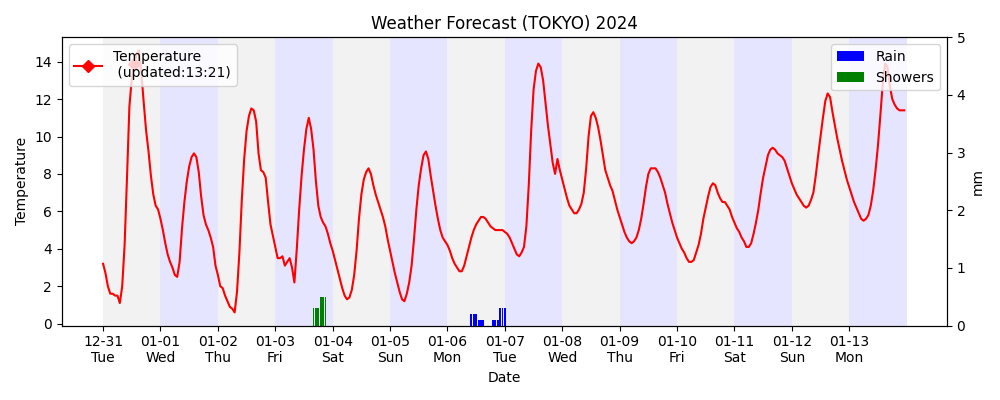 Weather Forecast (TOKYO) 2024
Temperature
(updated:13:21)
Rain
Showers
14
12
10
8
6
4
2
0
Temperature
5
4
3
2
1
0
mm
12-31 01-01 01-02 01-03 01-04 01-05 01-06 01-07 01-08 01-09 01-10 01-11 01-12 01-13
Tue Wed Thu Fri Sat Sun Mon Tue Wed Thu Fri Sat Sun Mon
Date